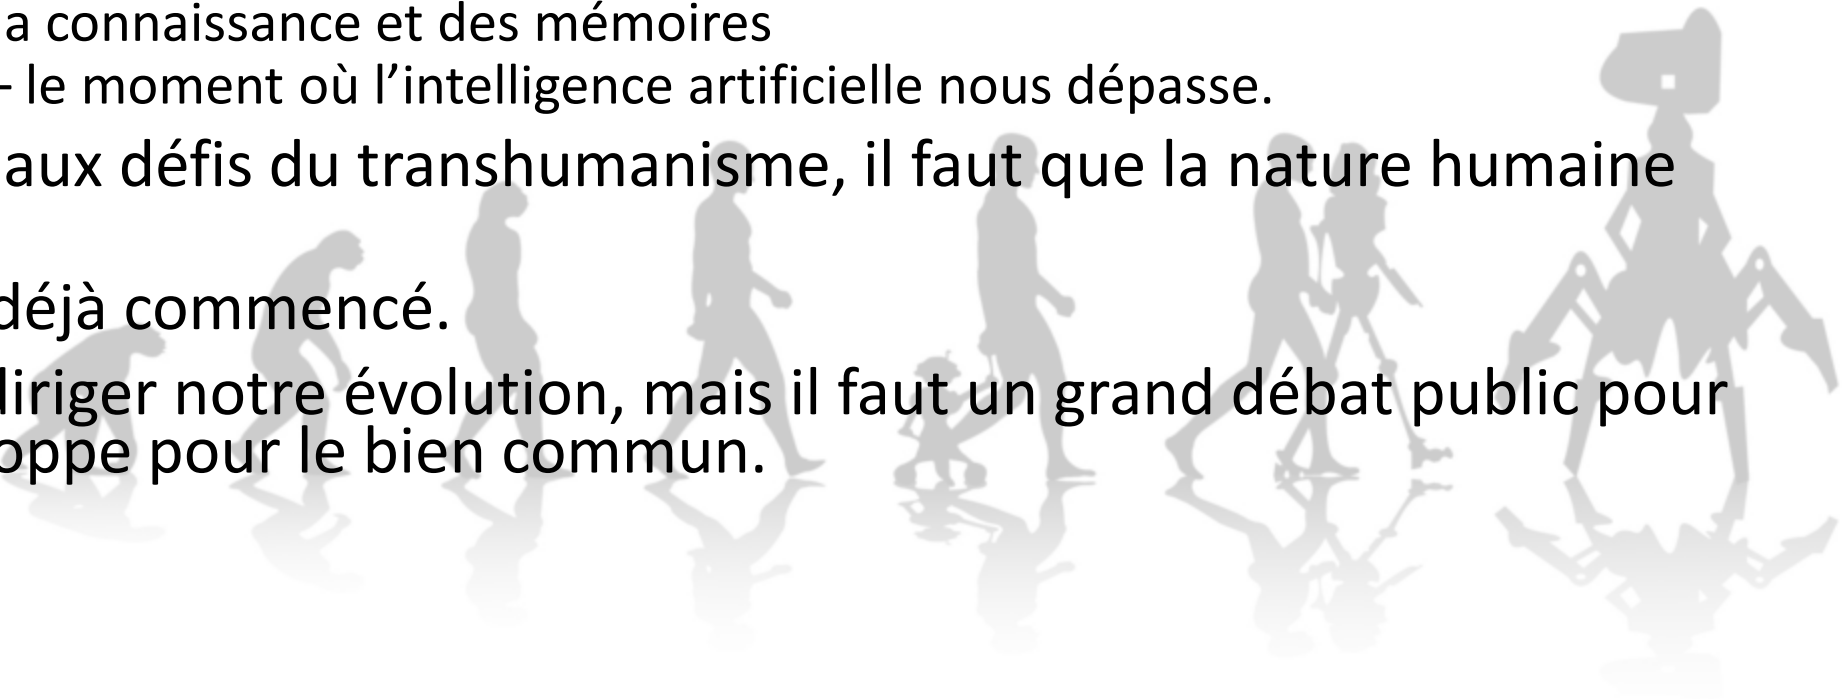 a connaissance et des mémoires
– le moment où l’intelligence artificielle nous dépasse.
aux défis du transhumanisme, il faut que la nature humaine
déjà commencé.
diriger notre évolution, mais il faut un grand débat public pour
oppe pour le bien commun.